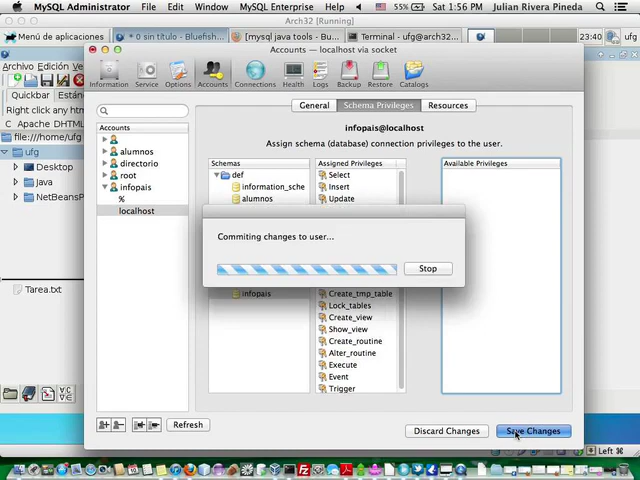 MySQL Administrator File Edit Window MySQL Enterprise Help 55% Sat 1:56 PM Julian Rivera Pineda
Arch32 [Running]
Menú de aplicaciones * 0 sin título - Bluefish... [mysql java tools - ... Terminal - ufg@arch32... 23:40 ufg
Accounts — localhost via socket
Archivo Edición
Information Service Options Accounts Connections Health Logs Backup Restore Catalogs
Quickbar Están
Right click any
C Apache DHTML
file:///home/ufg
ufg
Desktop
Java
NetBeansP
Tarea.txt
General Schema Privileges Resources
infopais@localhost
Assign schema (database) connection privileges to the user.
Accounts
alumnos
directorio
root
infopais
%
localhost
Schemas
def
information_sche
alumnos
infopais
Assigned Privileges
Select
Insert
Update
Create_tmp_table
Lock_tables
Create_view
Show_view
Create_routine
Alter_routine
Execute
Event
Trigger
Available Privileges
Commiting changes to user...
Stop
Refresh
Discard Changes
Save Changes
Left ⌘